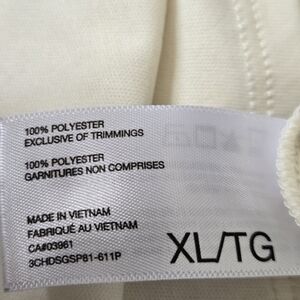 100% POLYESTER
EXCLUSIVE OF TRIMMINGS
100% POLYESTER
GARNITURES NON COMPRISES
MADE IN VIETNAM
FABRIQUÉ AU VIETNAM
CA#03961
3CHDSGSP61-611P
XL/TG